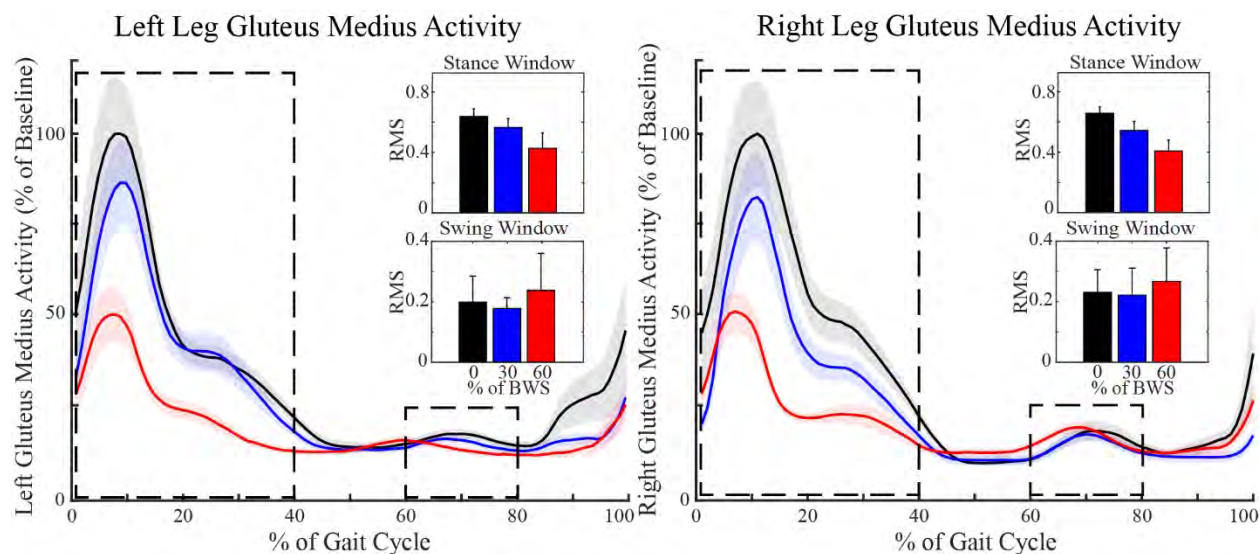 Left Leg Gluteus Medius Activity
Left Gluteus Medius Activity (% of Baseline)
100
50
0
0 20 40 60 80 100
% of Gait Cycle
Stance Window
RMS
0.8
0.4
0
Swing Window
RMS
0.4
0.2
0
0 30 60
% of BWS
Right Leg Gluteus Medius Activity
Right Gluteus Medius Activity (% of Baseline)
100
50
0
0 20 40 60 80 100
% of Gait Cycle
Stance Window
RMS
0.8
0.4
0
Swing Window
RMS
0.4
0.2
0
0 30 60
% of BWS